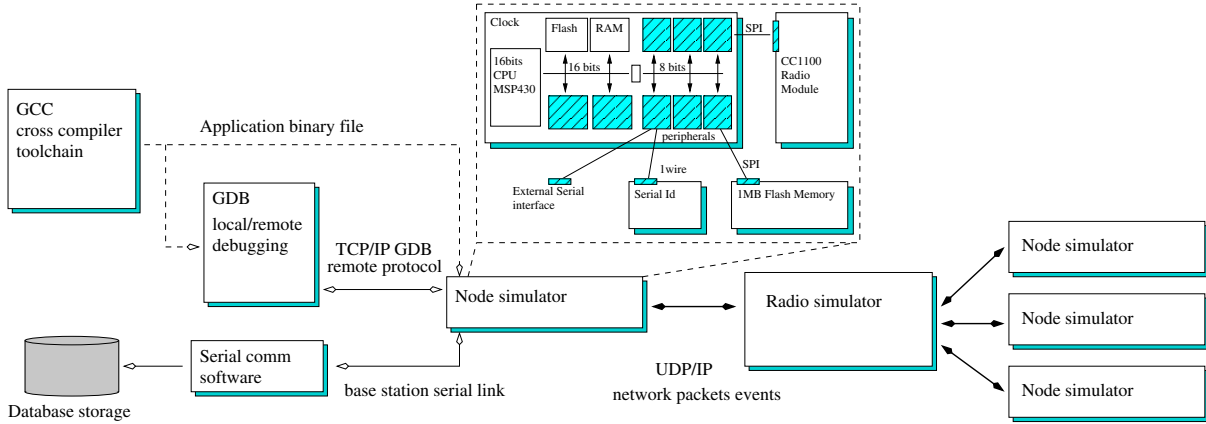 Clock
Flash
RAM
SPI
16bits
CPU
MSP430
16 bits
8 bits
CC1100
Radio
Module
peripherals
1wire
SPI
External Serial
interface
Serial Id
1MB Flash Memory
GCC
cross compiler
toolchain
Application binary file
GDB
local/remote
debugging
TCP/IP GDB
remote protocol
Node simulator
Radio simulator
Node simulator
Node simulator
Node simulator
Serial comm
software
base station serial link
UDP/IP
network packets events
Database storage